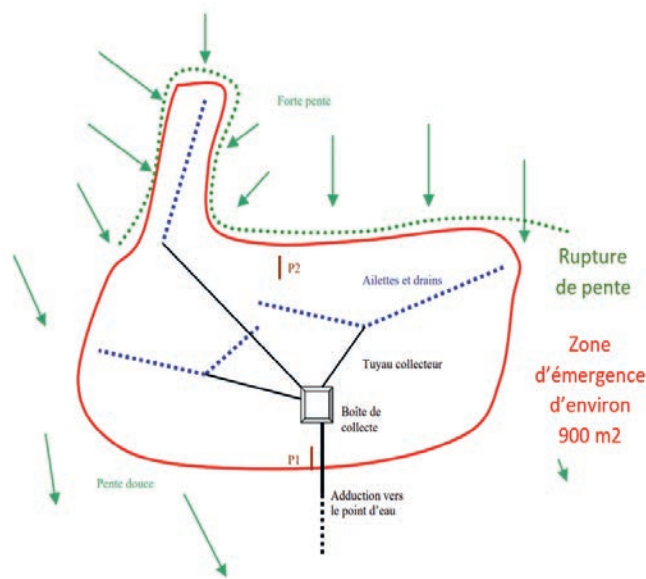 Forte pente
P2
Rupture
de pente
Ailettes et drains
Zone
d'émergence
d'environ
900 m2
Tuyau collecteur
Boîte de
collecte
P1
Pente douce
Adduction vers
le point d'eau